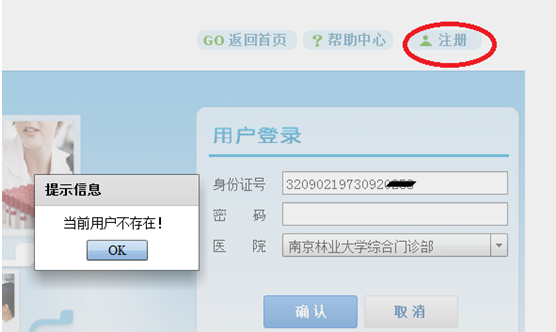 GO 返回首页 ? 帮助中心 注册
用户登录
身份证号 32090219730920
提示信息
当前用户不存在！
OK
密 码
医 院 南京林业大学综合门诊部
确认 取消